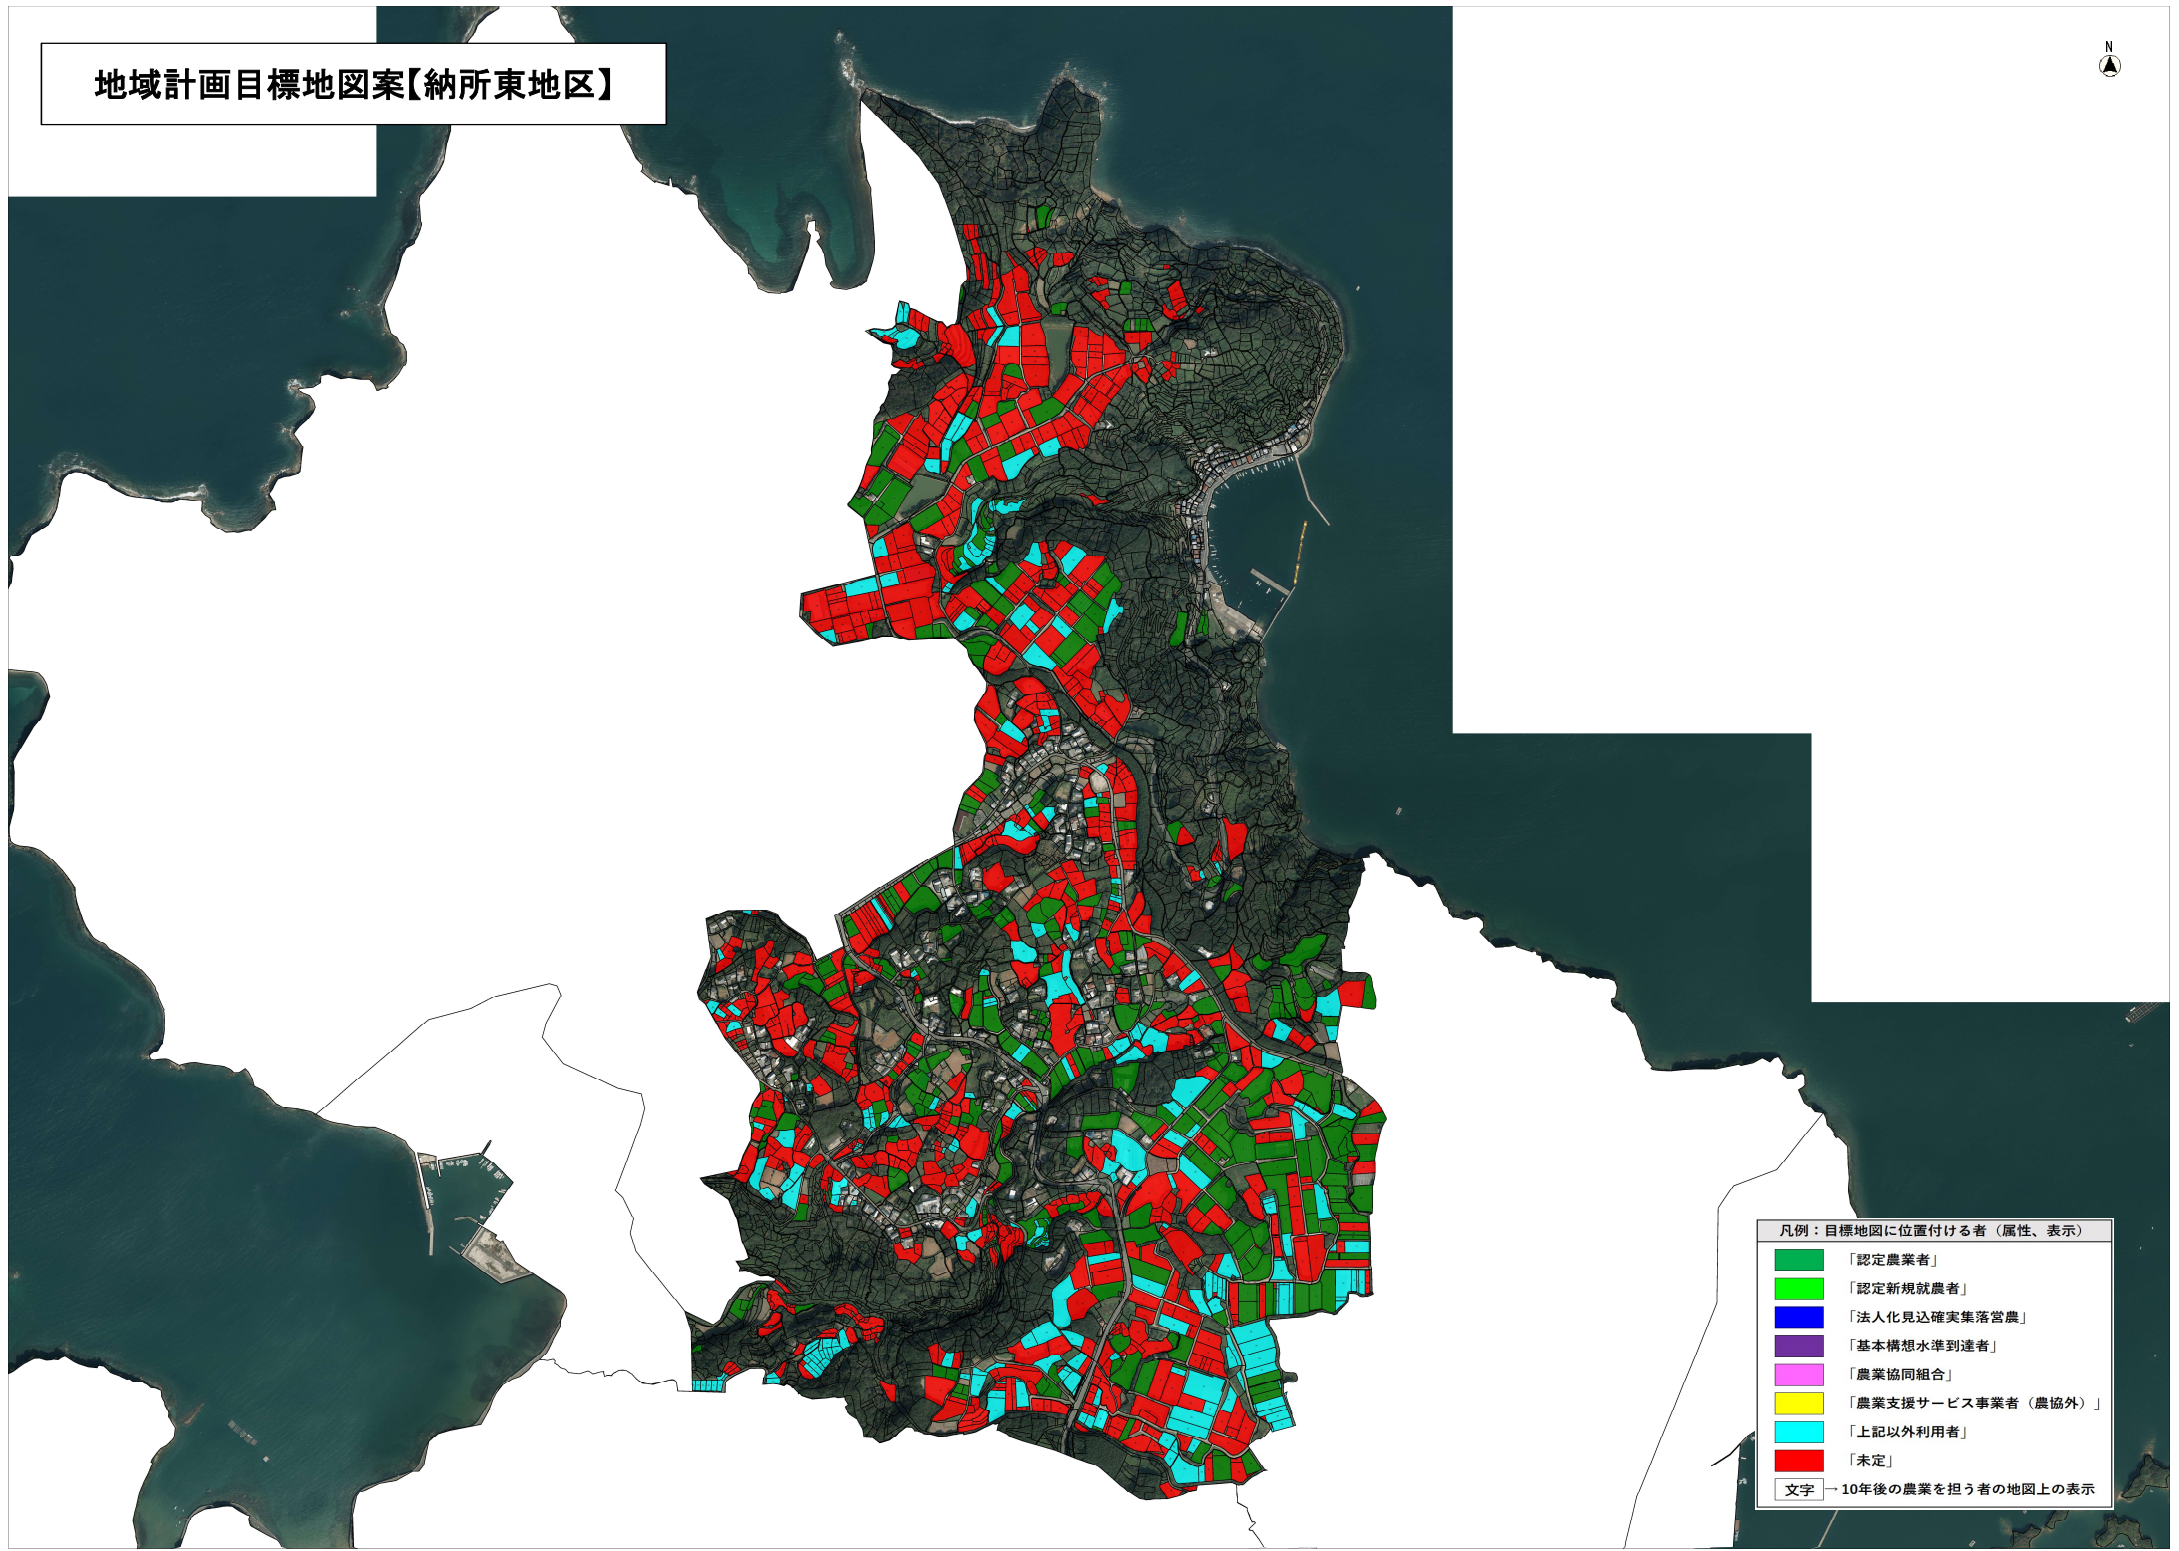 地域計画目標地図案【納所東地区】
N
凡例：目標地図に位置付ける者（属性、表示）
「認定農業者」
「認定新規就農者」
「法人化見込確実集落営農」
「基本構想水準到達者」
「農業協同組合」
「農業支援サービス事業者（農協外）」
「上記以外利用者」
「未定」
文字 → 10年後の農業を担う者の地図上の表示